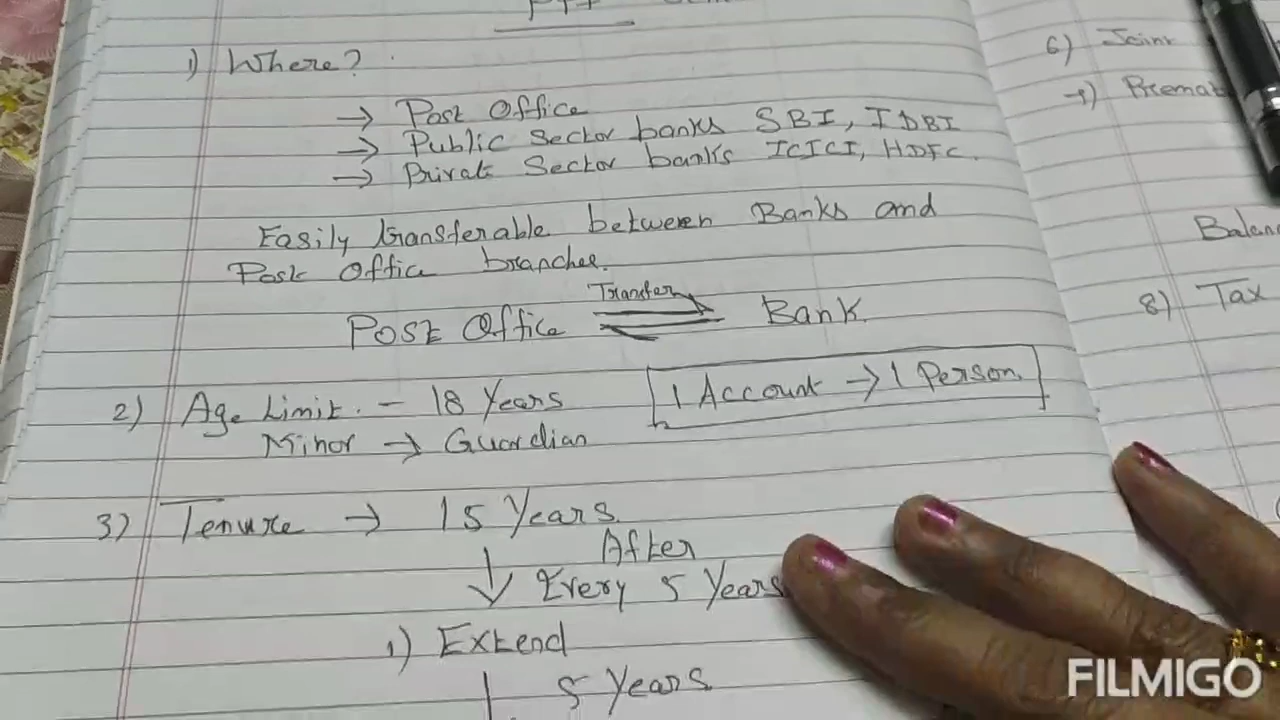 1) Where?
→ Post Office
→ Public Sector banks SBI, IDBI
→ Private Sector banks ICICI, HDFC.
Easily transferable between Banks and
Post Office branches.
Transfer
Post Office Bank
2) Age Limit. - 18 Years
1 Account → 1 Person.
Minor → Guardian
3) Tenure → 15 Years.
After
Every 5 Years
1) Extend
5 Years
6) Joint
8) Tax
FILMIGO